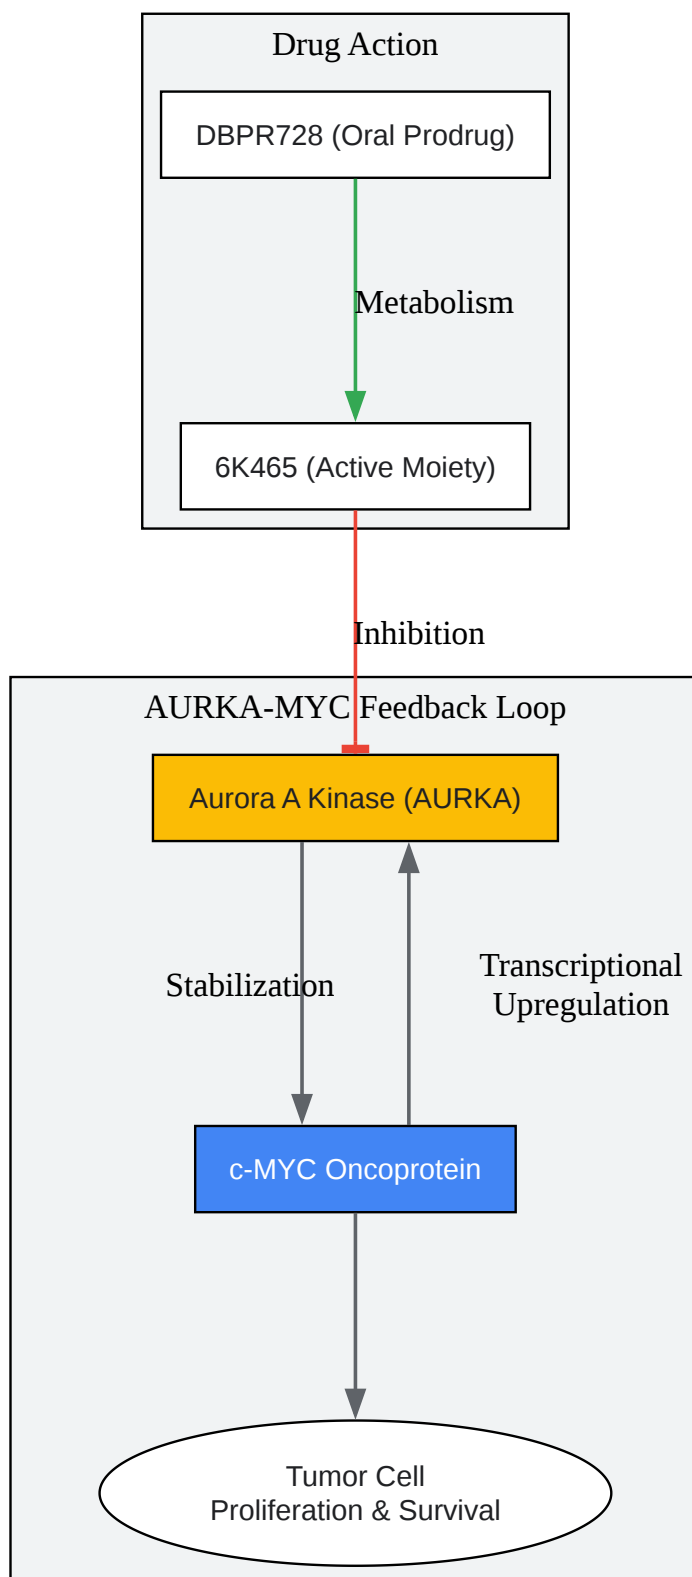 Drug Action
DBPR728 (Oral Prodrug)
Metabolism
6K465 (Active Moiety)
Inhibition
AURKA-MYC Feedback Loop
Aurora A Kinase (AURKA)
Stabilization
Transcriptional
Upregulation
c-MYC Oncoprotein
Tumor Cell
Proliferation & Survival